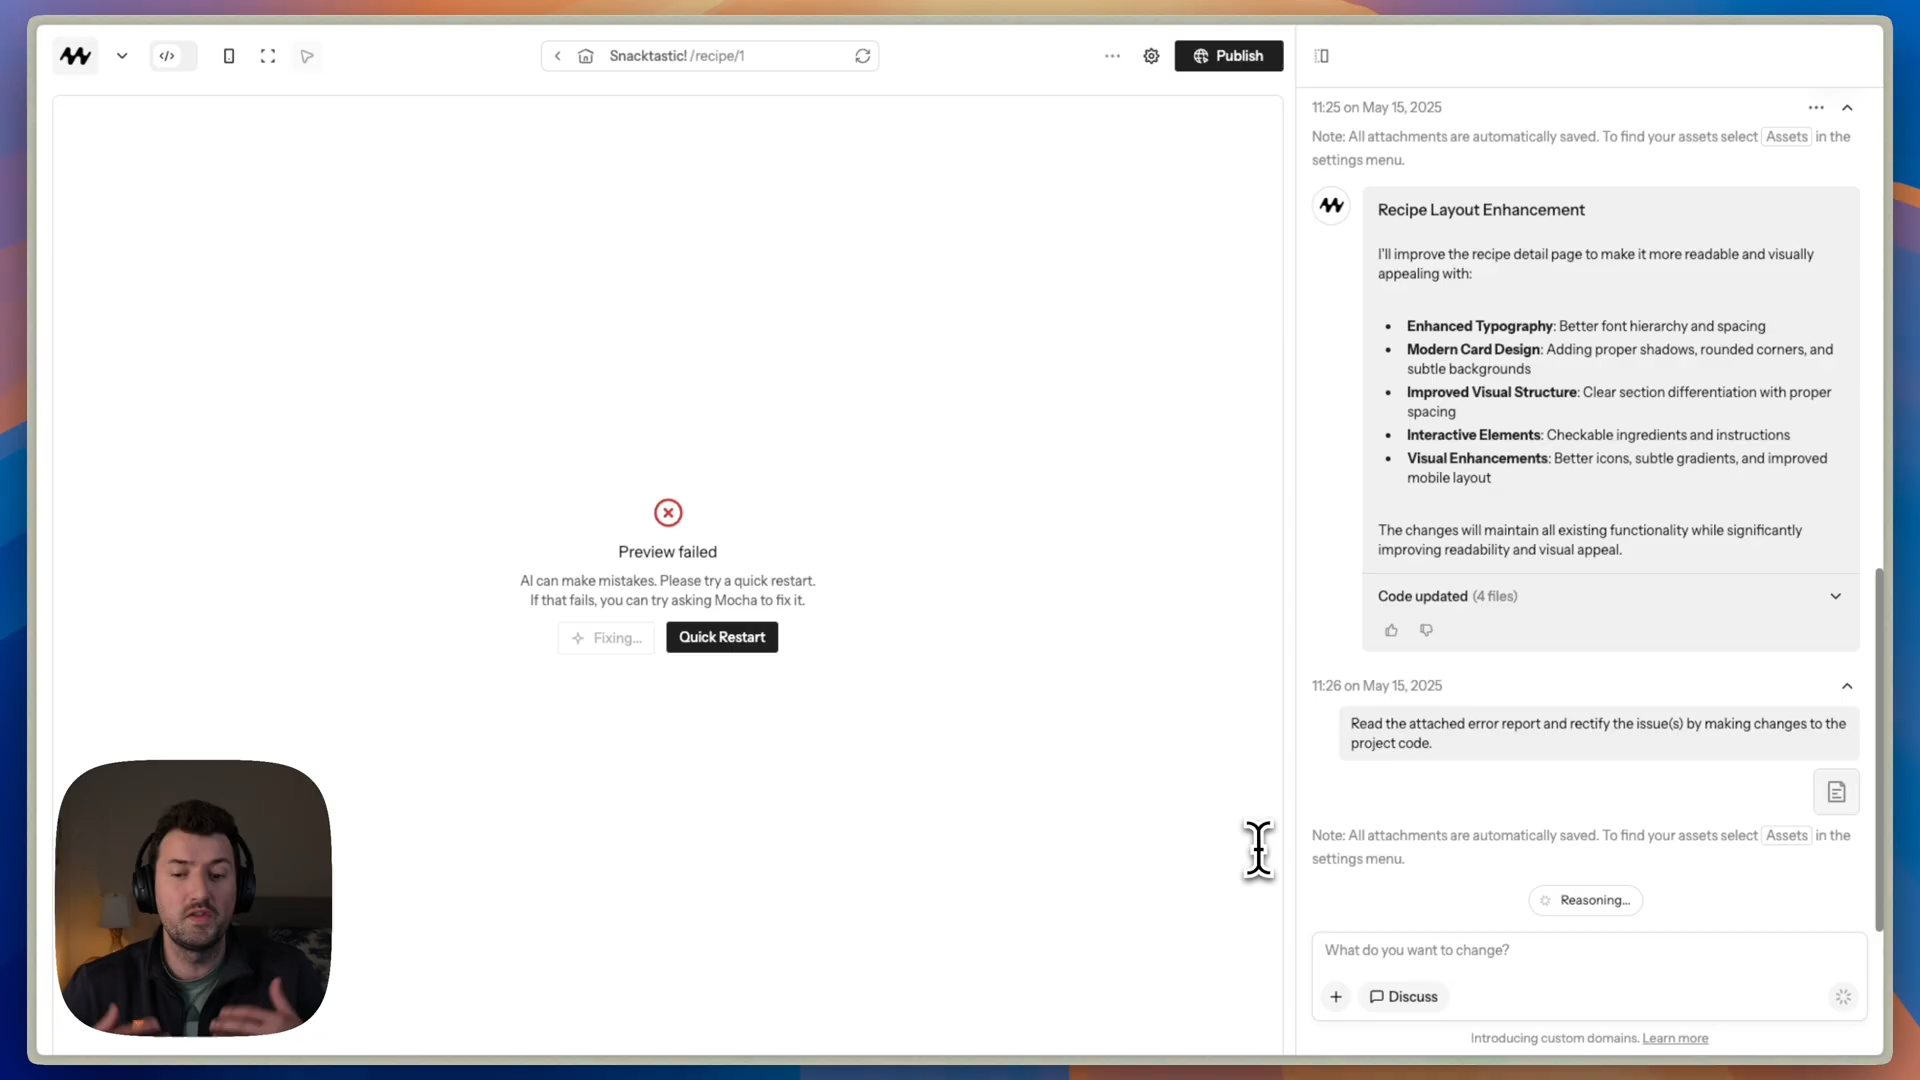 Snacktastic! /recipe/1
Publish
Preview failed
AI can make mistakes. Please try a quick restart.
If that fails, you can try asking Mocha to fix it.
Fixing...
Quick Restart
11:25 on May 15, 2025
Note: All attachments are automatically saved. To find your assets select Assets in the
settings menu.
Recipe Layout Enhancement
I'll improve the recipe detail page to make it more readable and visually
appealing with:
• Enhanced Typography: Better font hierarchy and spacing
• Modern Card Design: Adding proper shadows, rounded corners, and
subtle backgrounds
• Improved Visual Structure: Clear section differentiation with proper
spacing
• Interactive Elements: Checkable ingredients and instructions
• Visual Enhancements: Better icons, subtle gradients, and improved
mobile layout
The changes will maintain all existing functionality while significantly
improving readability and visual appeal.
Code updated (4 files)
11:26 on May 15, 2025
Read the attached error report and rectify the issue(s) by making changes to the
project code.
Note: All attachments are automatically saved. To find your assets select Assets in the
settings menu.
Reasoning...
What do you want to change?
Discuss
Introducing custom domains. Learn more